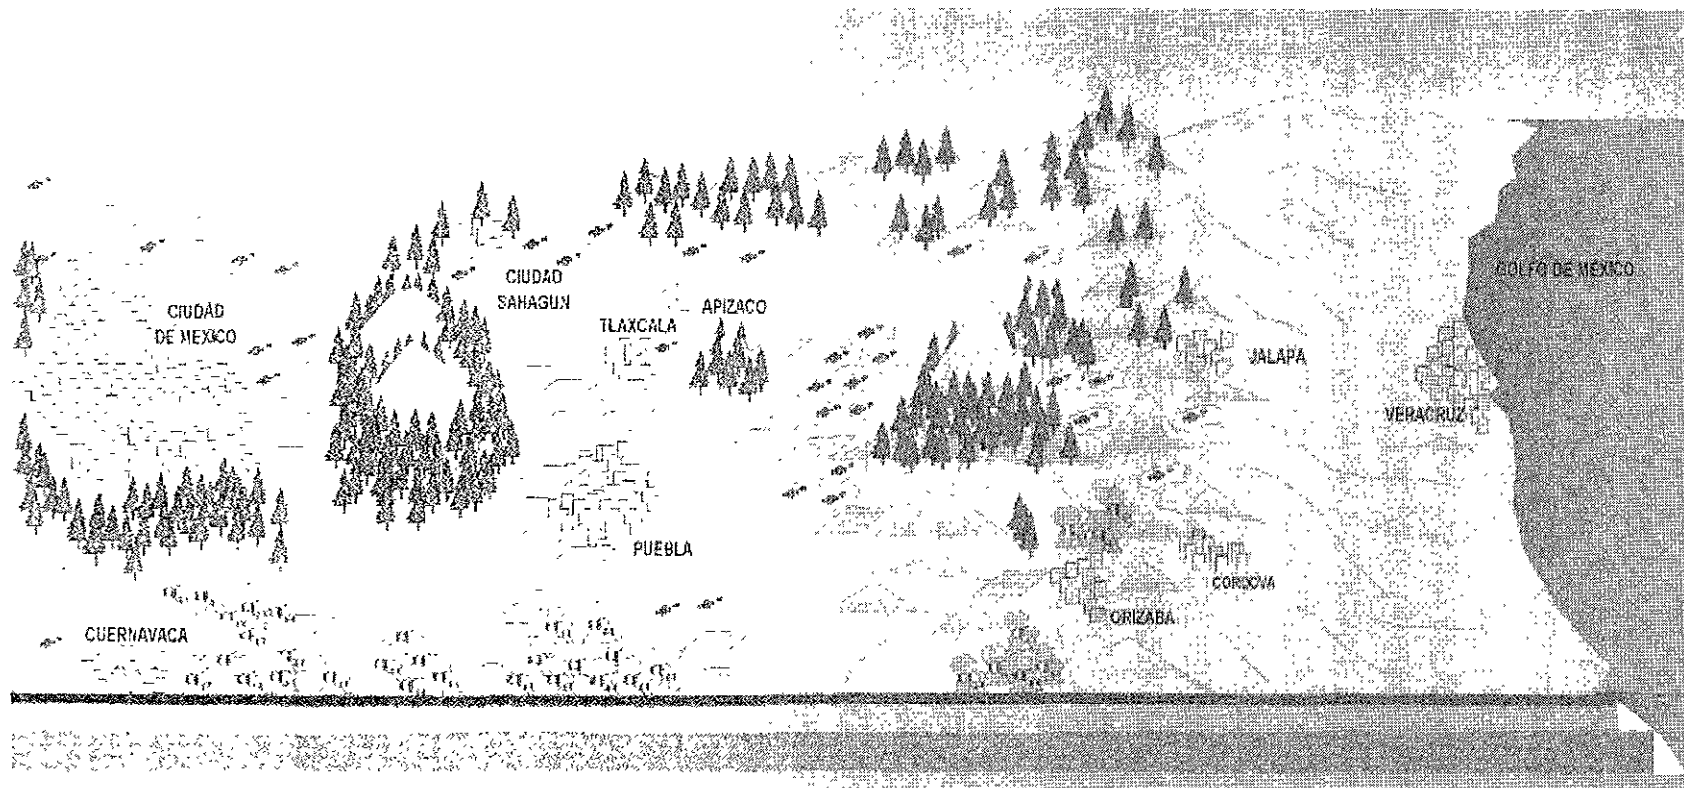 GOLFO DE MEXICO
CIUDAD
SAHAGUN
CIUDAD
DE MEXICO
APIZACO
TLAXCALA
JALAPA
VERACRUZ
PUEBLA
CORDOVA
ORIZABA
CUERNAVACA